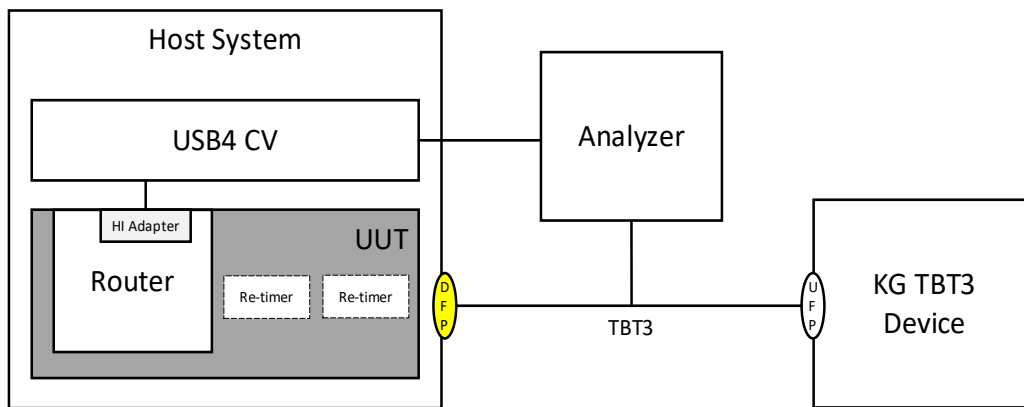 Host System
USB4 CV
Analyzer
HI Adapter
UUT
Router
Re-timer
Re-timer
D
F
P
TBT3
U
F
P
KG TBT3
Device